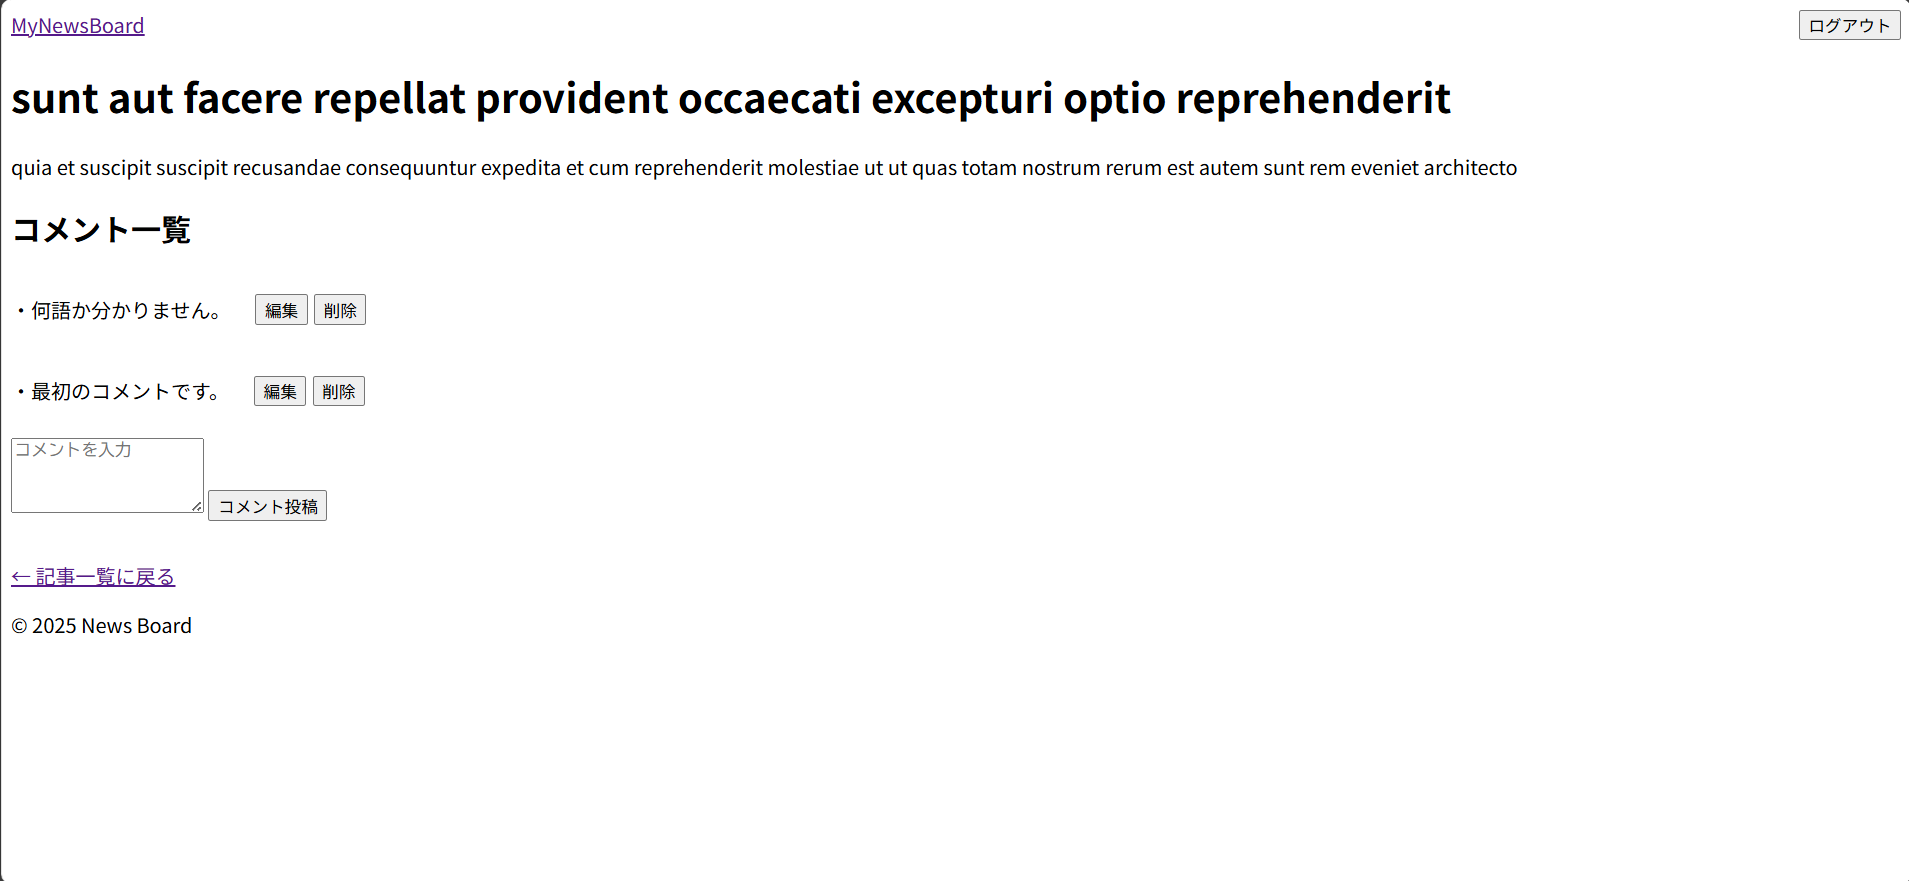 MyNewsBoard ログアウト
sunt aut facere repellat provident occaecati excepturi optio reprehenderit
quia et suscipit suscipit recusandae consequuntur expedita et cum reprehenderit molestiae ut ut quas totam nostrum rerum est autem sunt rem eveniet architecto
コメント一覧
・何語か分かりません。 編集 削除
・最初のコメントです。 編集 削除
コメントを入力
コメント投稿
← 記事一覧に戻る
© 2025 News Board